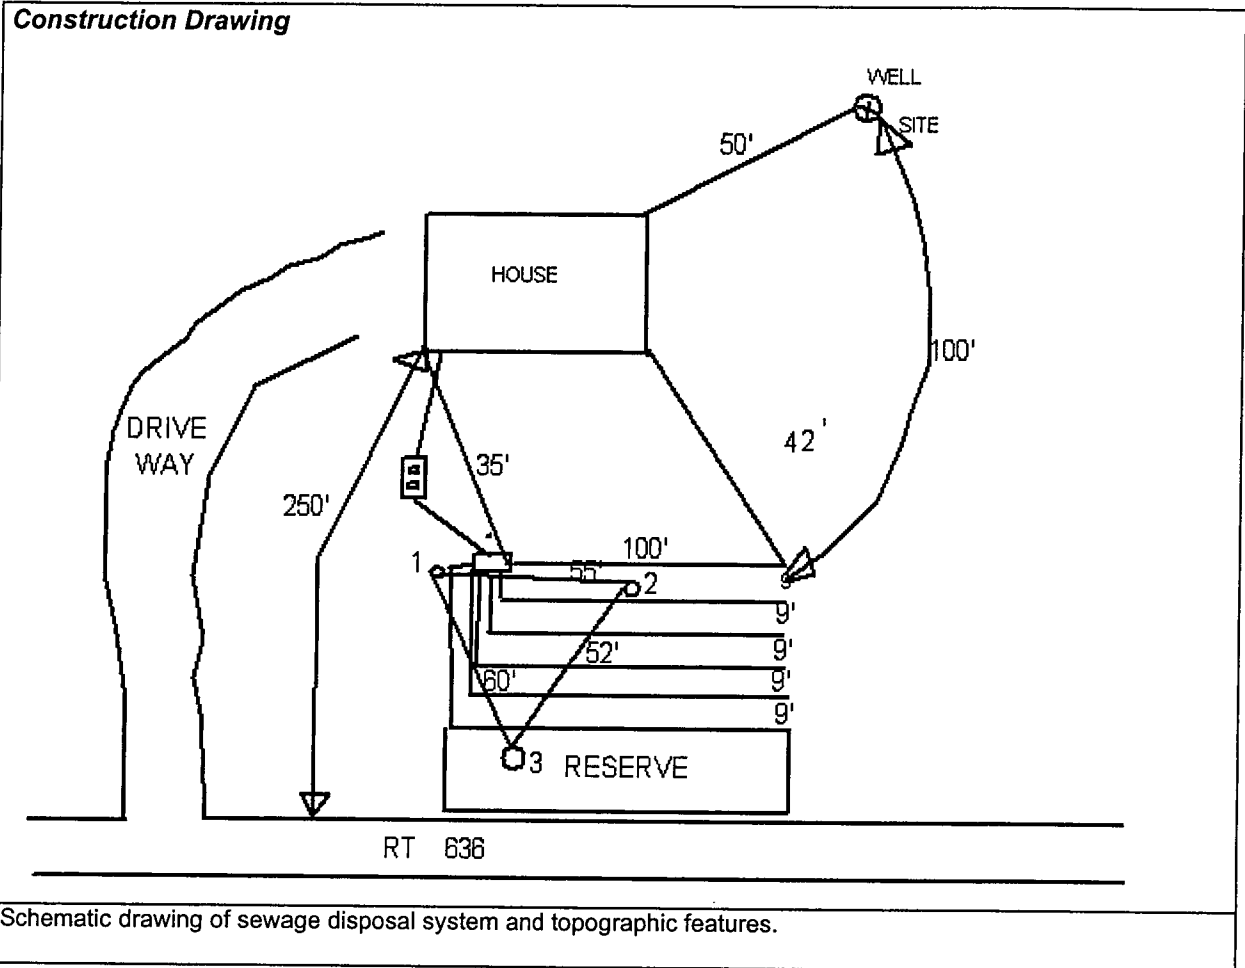 Construction Drawing
WELL
SITE
50'
HOUSE
100'
DRIVE
WAY
42'
35'
250'
100'
1
55'
2
9'
9'
52'
9'
60'
9'
3 RESERVE
RT 636
Schematic drawing of sewage disposal system and topographic features.